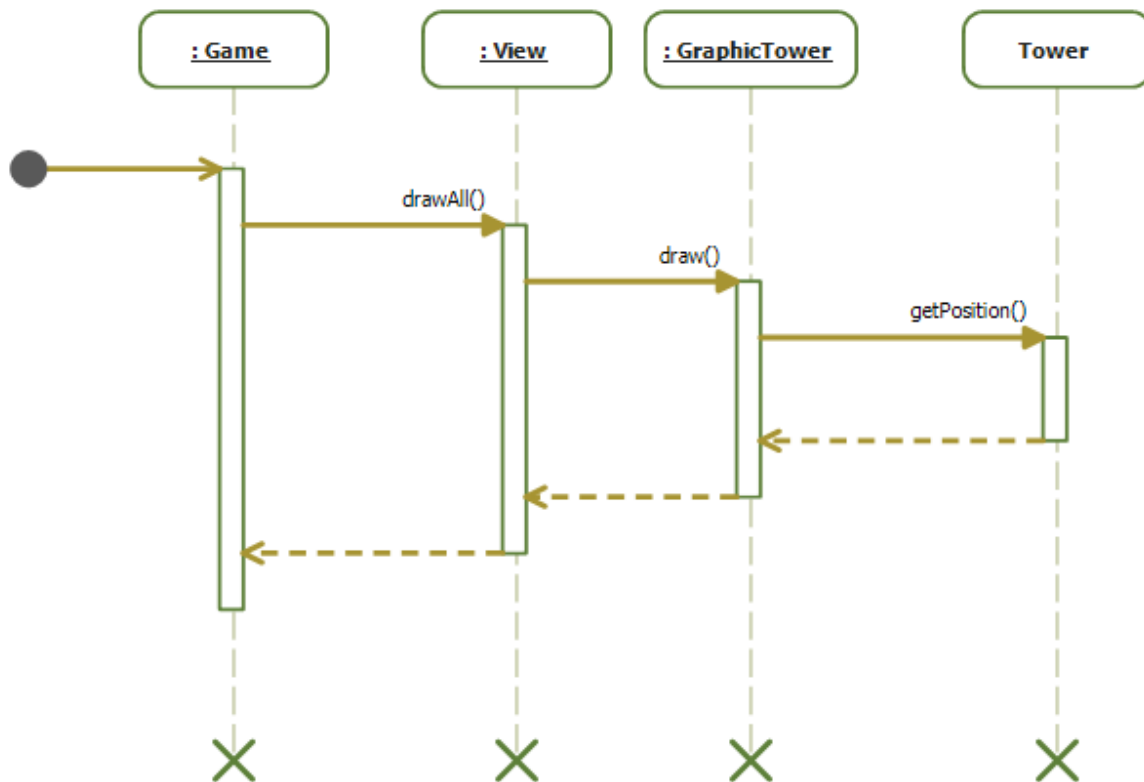 : Game
: View
: GraphicTower
Tower
drawAll()
draw()
getPosition()